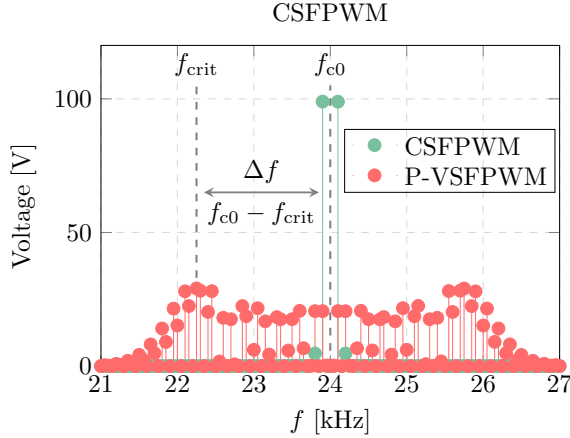 CSFPWM
f_crit
f_c0
100
CSFPWM
P-VSFPWM
Δf
f_c0 − f_crit
Voltage [V]
50
0
21 22 23 24 25 26 27
f [kHz]